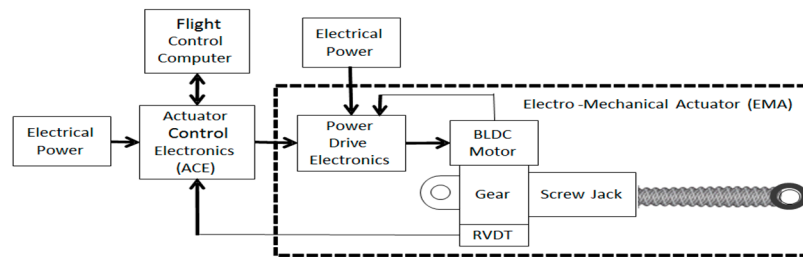 Flight
Control
Computer
Electrical
Power
Electro-Mechanical Actuator (EMA)
Electrical
Power
Actuator
Control
Electronics
(ACE)
Power
Drive
Electronics
BLDC
Motor
Gear
Screw Jack
RVDT